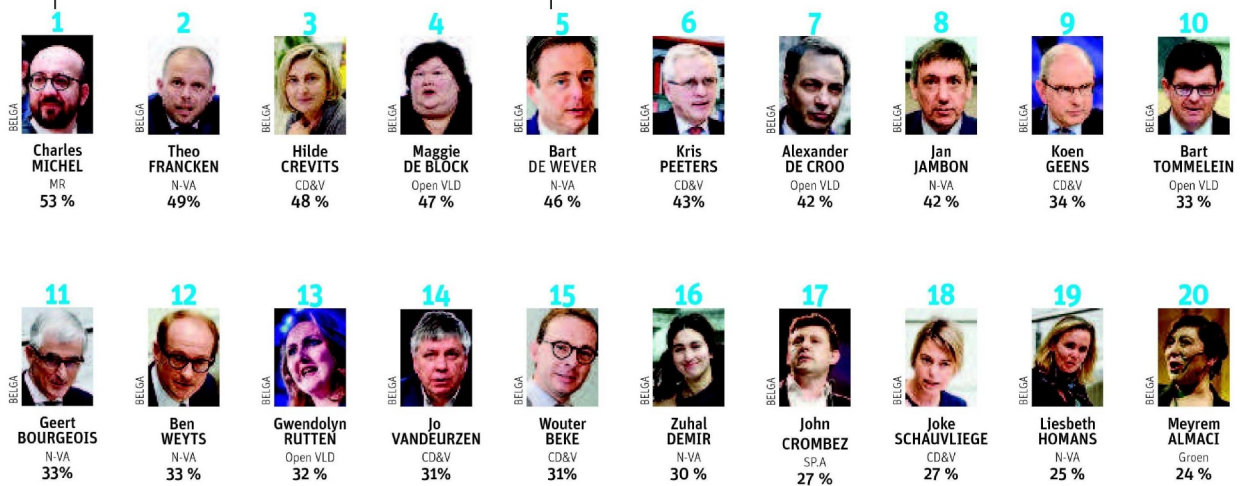 1
BELGA
Charles
MICHEL
MR
53 %
2
BELGA
Theo
FRANCKEN
N-VA
49%
3
BELGA
Hilde
CREVITS
CD&V
48 %
4
BELGA
Maggie
DE BLOCK
Open VLD
47 %
5
BELGA
Bart
DE WEVER
N-VA
46 %
6
BELGA
Kris
PEETERS
CD&V
43%
7
BELGA
Alexander
DE CROO
Open VLD
42 %
8
BELGA
Jan
JAMBON
N-VA
42 %
9
BELGA
Koen
GEENS
CD&V
34 %
10
BELGA
Bart
TOMMELEIN
Open VLD
33 %
11
BELGA
Geert
BOURGEOIS
N-VA
33%
12
BELGA
Ben
WEYTS
N-VA
33 %
13
BELGA
Gwendolyn
RUTTEN
Open VLD
32 %
14
BELGA
Jo
VANDEURZEN
CD&V
31%
15
BELGA
Wouter
BEKE
CD&V
31%
16
BELGA
Zuhal
DEMIR
N-VA
30 %
17
BELGA
John
CROMBEZ
SP.A
27 %
18
BELGA
Joke
SCHAUVLIEGE
CD&V
27 %
19
BELGA
Liesbeth
HOMANS
N-VA
25 %
20
BELGA
Meyrem
ALMACI
Groen
24 %